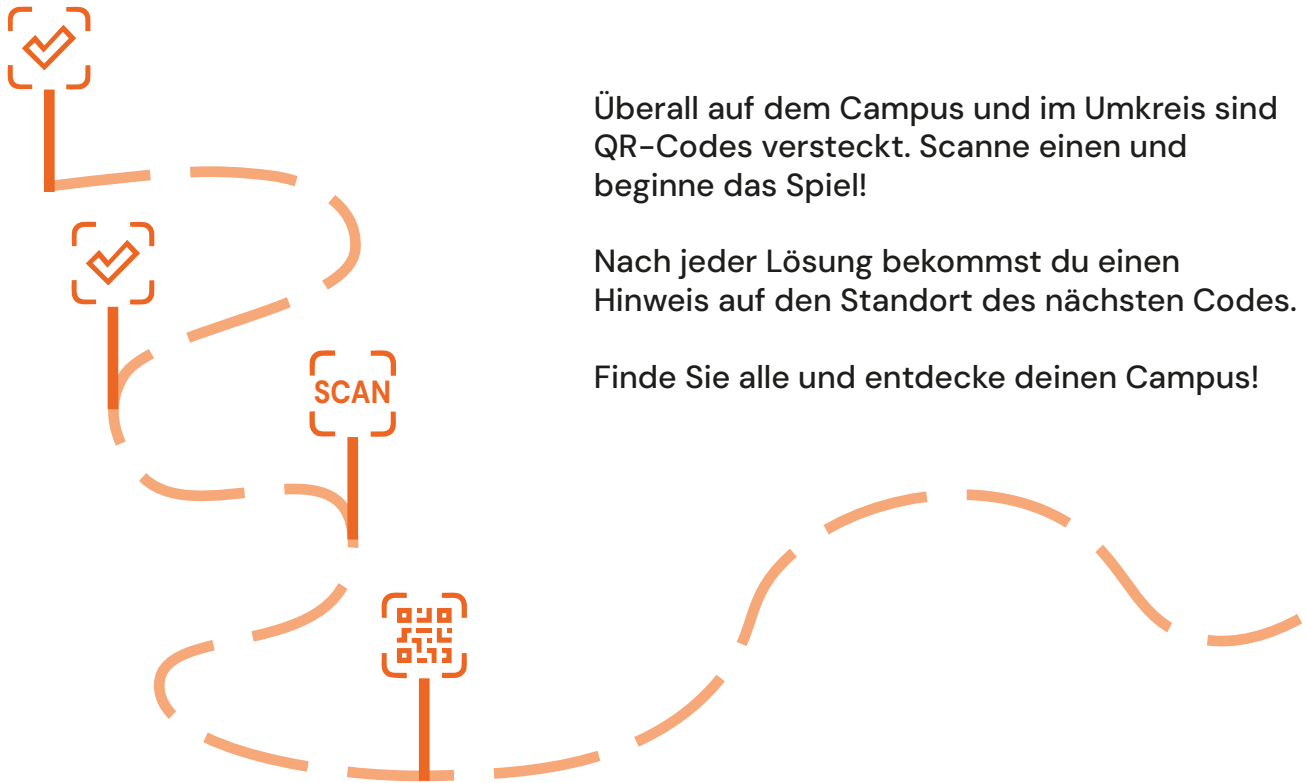 Überall auf dem Campus und im Umkreis sind
QR-Codes versteckt. Scanne einen und
beginne das Spiel!
Nach jeder Lösung bekommst du einen
Hinweis auf den Standort des nächsten Codes.
Finde Sie alle und entdecke deinen Campus!
SCAN